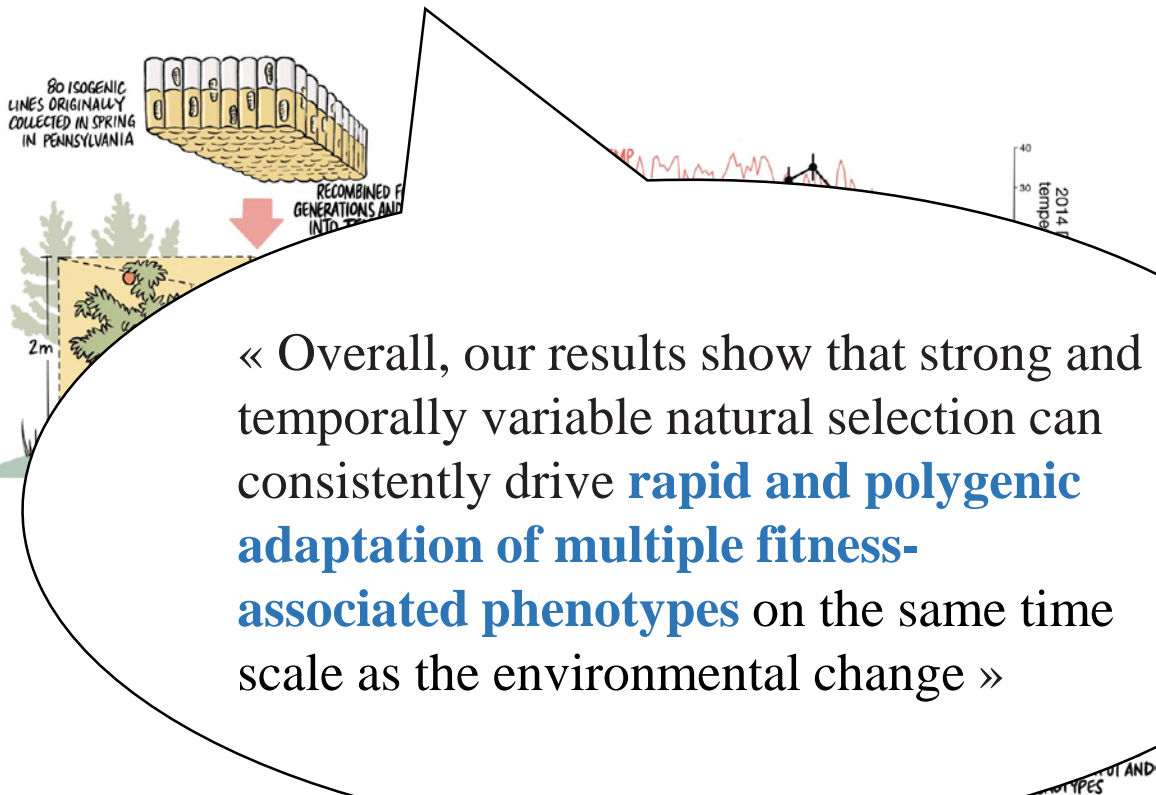 80 ISOGENIC
LINES ORIGINALLY
COLLECTED IN SPRING
IN PENNSYLVANIA
RECOMBINED
GENERATIONS AND
INTO
2m
40
30
2014
« Overall, our results show that strong and
temporally variable natural selection can
consistently drive rapid and polygenic
adaptation of multiple fitness-
associated phenotypes on the same time
scale as the environmental change »
AND